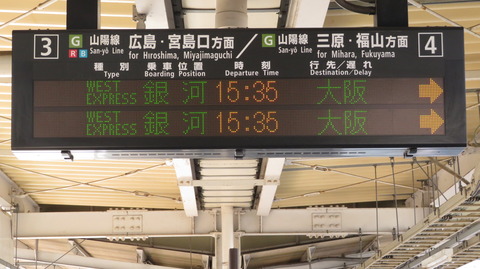 3 G 山陽線 広島・宮島口方面 G 山陽線 三原・福山方面 4
R B San-yō Line for Hiroshima, Miyajimaguchi San-yō Line for Mihara, Fukuyama
種別 乗車位置 時刻 行先/遅れ
Type Boarding Position Departure Time Destination/Delay
WEST EXPRESS 銀河 15:35 大阪
WEST EXPRESS 銀河 15:35 大阪